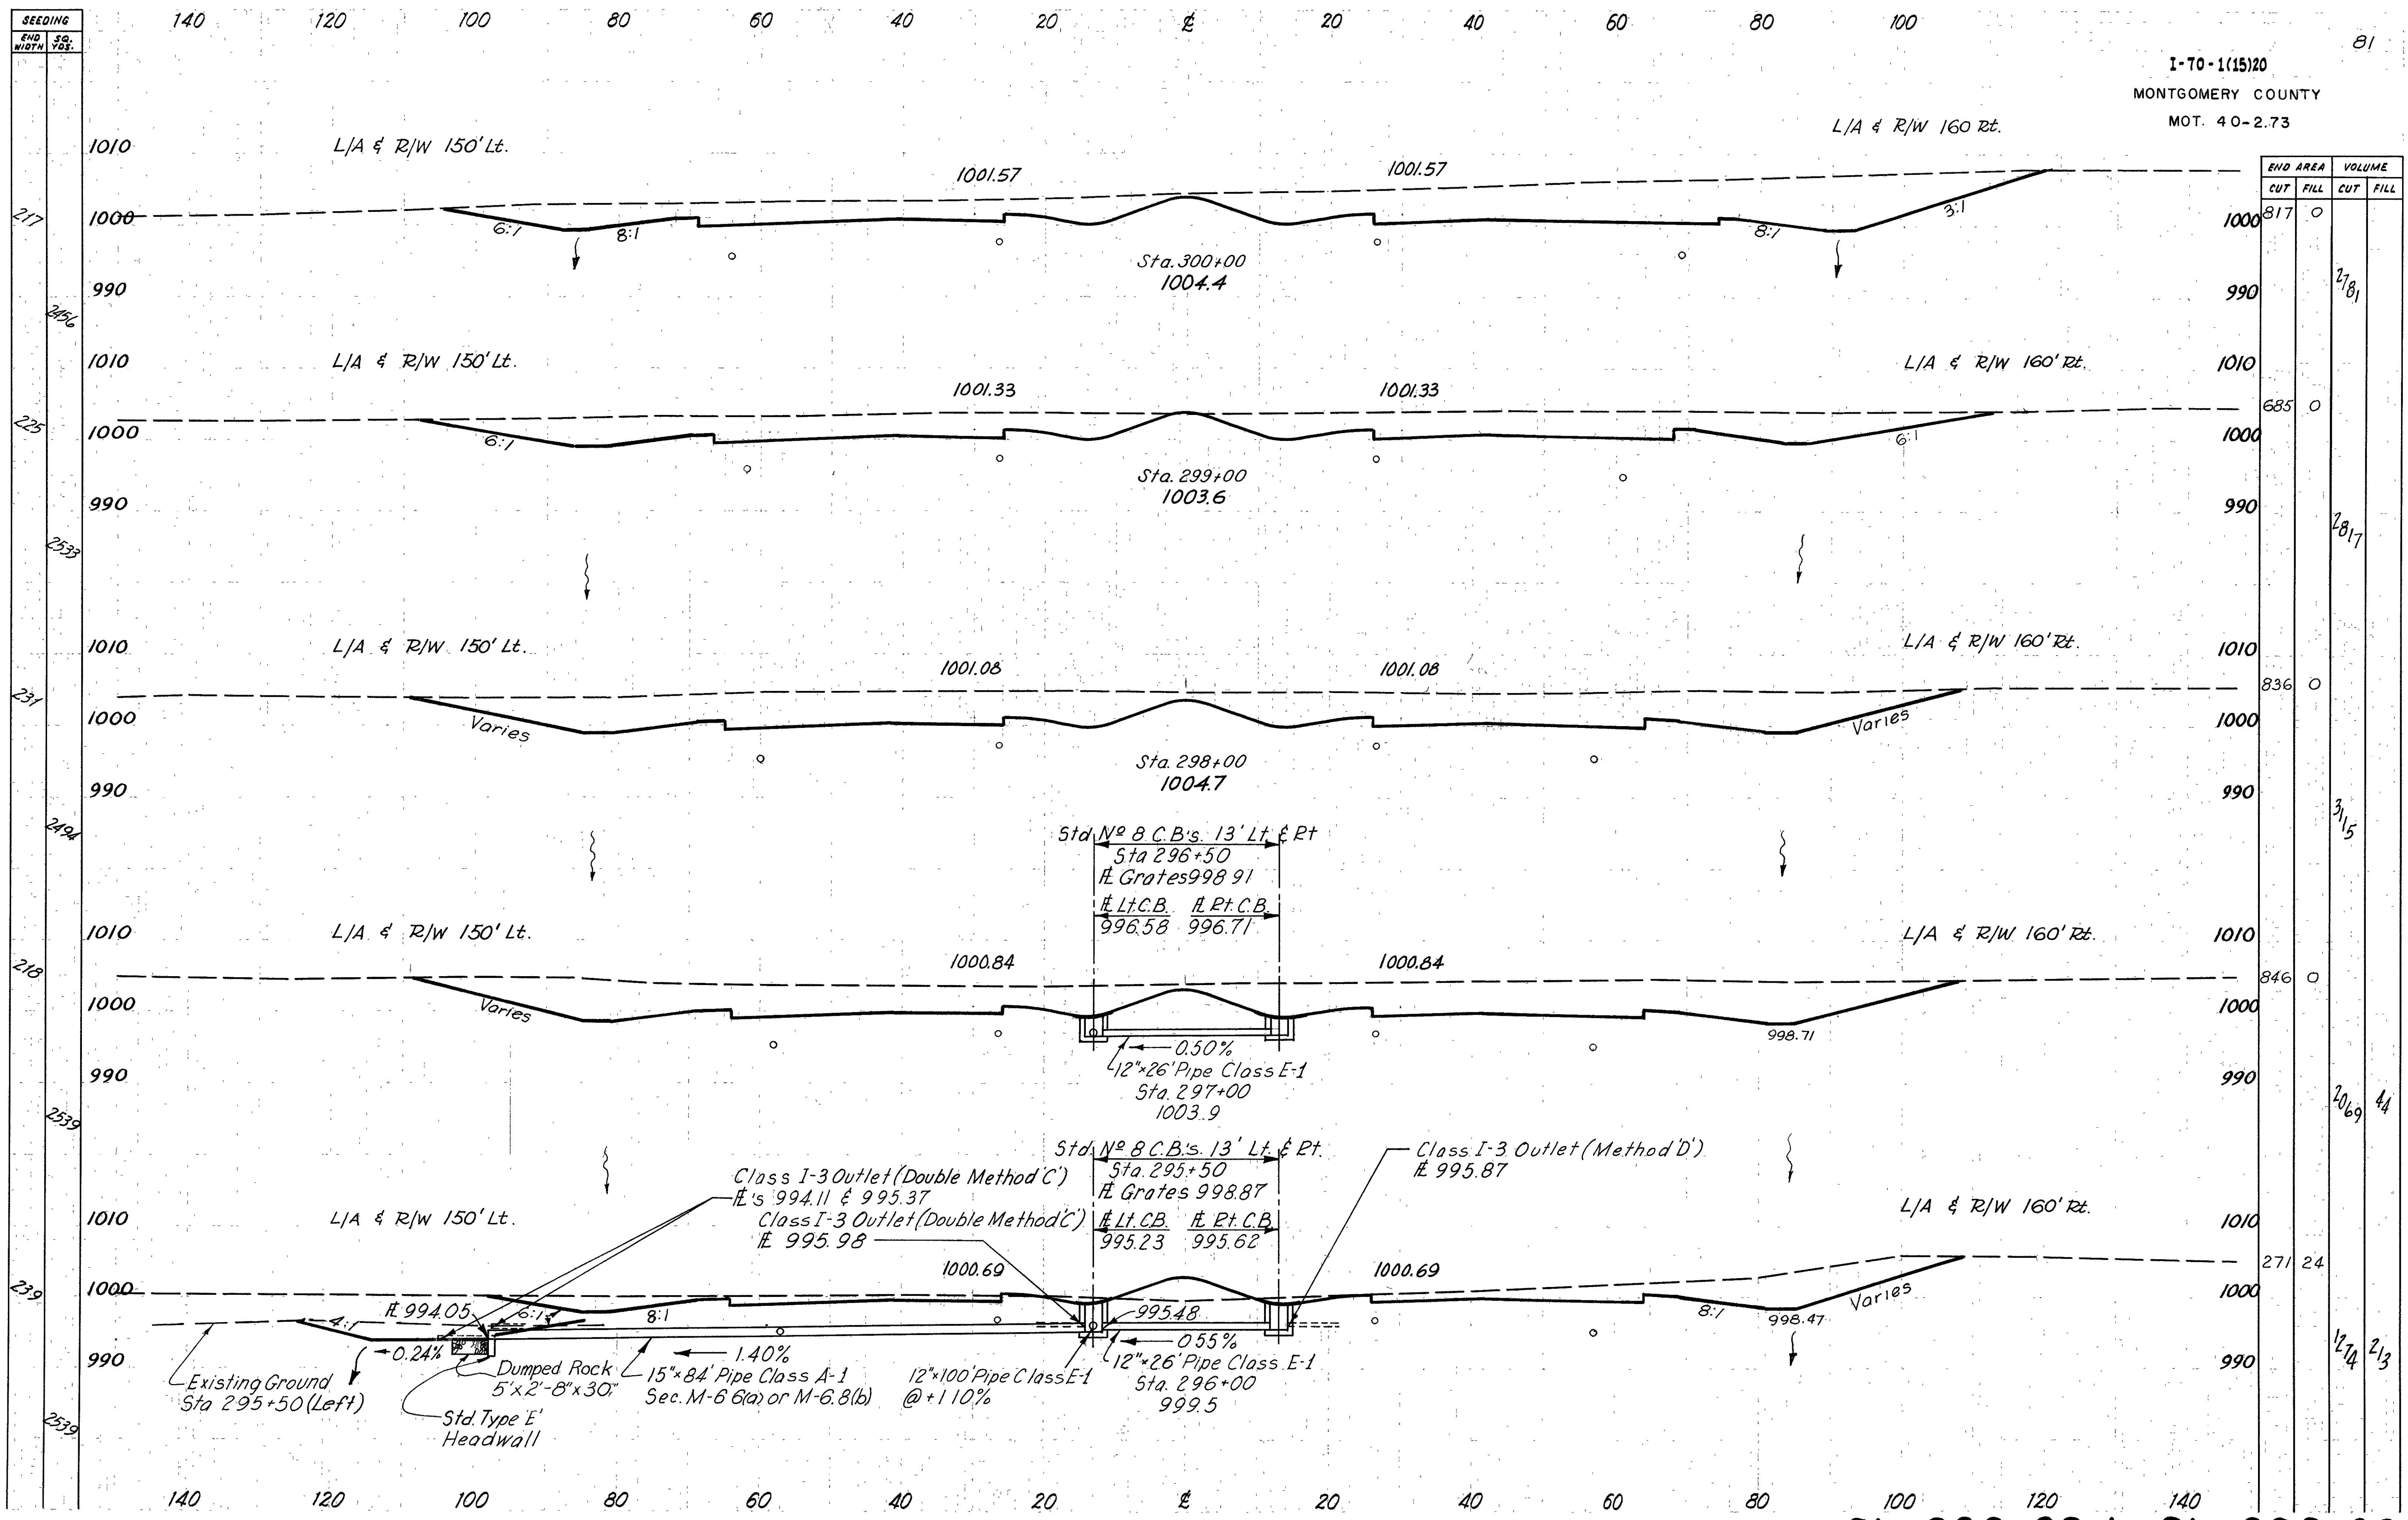 SEEDING
END WIDTH SQ. YDS.
140 120 100 80 60 40 20 ℄ 20 40 60 80 100
81
I-70-1(15)20
MONTGOMERY COUNTY
MOT. 40-2.73
END AREA VOLUME
CUT FILL CUT FILL
L/A & R/W 150' Lt.
L/A & R/W 160 Rt.
1010
1001.57 1001.57
217
1000
6:1 8:1 8:1 3:1
1000
817 0
Sta. 300+00
1004.4
990
990
2781
2456
1010
L/A & R/W 150' Lt.
L/A & R/W 160' Rt.
1010
1001.33 1001.33
225
1000
6:1 6:1
1000
685 0
Sta. 299+00
1003.6
990
990
2817
2533
1010
L/A & R/W 150' Lt.
L/A & R/W 160' Rt.
1010
1001.08 1001.08
231
1000
Varies Varies
1000
836 0
Sta. 298+00
1004.7
990
990
3115
2494
Std. Nº 8 C.B's. 13' Lt. & Rt
Sta 296+50
℄ Grates 998 91
℄ Lt.C.B. ℄ Rt. C.B.
996.58 996.71
1010
L/A & R/W 150' Lt.
L/A & R/W 160' Rt.
1010
1000.84 1000.84
218
1000
Varies 998.71
1000
846 0
0.50%
12"×26' Pipe Class E-1
Sta. 297+00
1003.9
990
990
2069 44
2539
Std. Nº 8 C.B's. 13' Lt. & Rt.
Sta. 295+50
℄ Grates 998.87
℄ Lt. C.B. ℄ Rt. C.B.
995.23 995.62
Class I-3 Outlet (Double Method 'C')
℄'s 994.11 & 995.37
Class I-3 Outlet (Double Method 'C')
℄ 995.98
Class I-3 Outlet (Method 'D')
℄ 995.87
1010
L/A & R/W 150' Lt.
L/A & R/W 160' Rt.
1010
1000.69 1000.69
239
1000
℄ 994.05 6:1 8:1 995.48 8:1 998.47 Varies
1000
271 24
4:1
0.24% 1.40% 0.55%
990
990
1274 213
Existing Ground
Sta 295+50 (Left)
Dumped Rock
5' x 2'-8" x 30"
Std. Type 'E'
Headwall
15"×84' Pipe Class A-1
Sec. M-6 6(a) or M-6.8(b)
12"×100' Pipe Class E-1
@ +1.10%
12"×26' Pipe Class E-1
Sta. 296+00
999.5
2539
140 120 100 80 60 40 20 ℄ 20 40 60 80 100 120 140